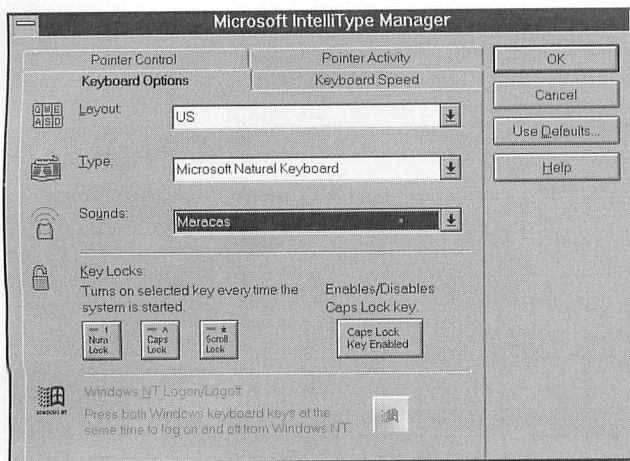 Microsoft IntelliType Manager
Pointer Control
Pointer Activity
Keyboard Options
Keyboard Speed
OK
Cancel
Use Defaults...
Help
Layout:
US
Type:
Microsoft Natural Keyboard
Sounds:
Maracas
Key Locks:
Turns on selected key every time the
system is started.
Enables/Disables
Caps Lock key.
1
Num
Lock
A
Caps
Lock
Scroll
Lock
Caps Lock
Key Enabled
Windows NT Logon/Logoff
Press both Windows keyboard keys at the
same time to log on and off from Windows NT.
WINDOWS NT
Q W E
A S D